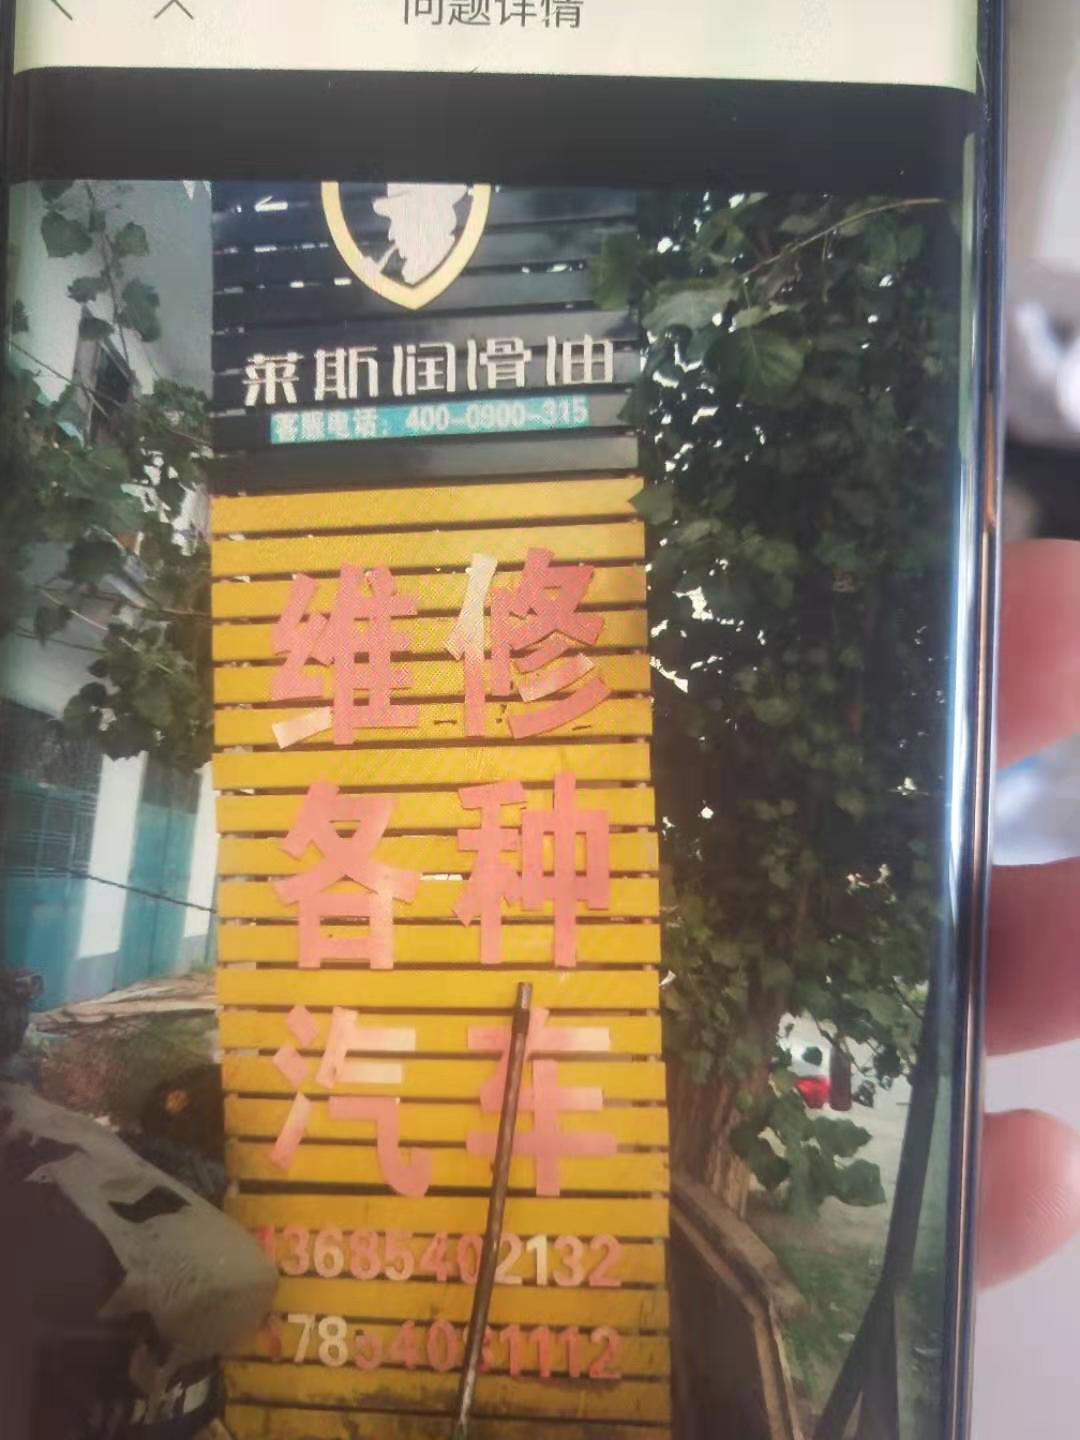 问题详情
莱斯润滑油
客服电话：400-0900-315
维修
各种
汽车
13685402132